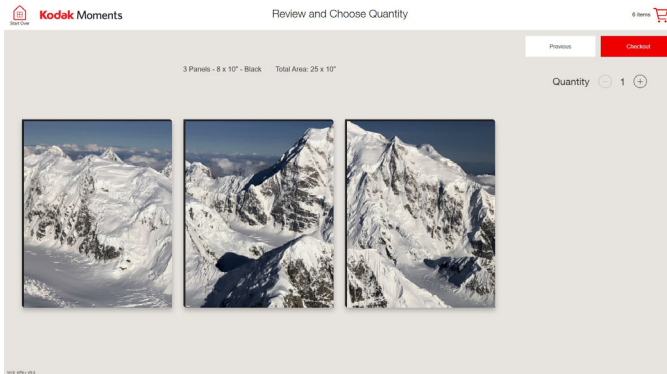 Start Over
Kodak Moments
Review and Choose Quantity
6 items
Previous
Checkout
3 Panels - 8 x 10" - Black Total Area: 25 x 10"
Quantity 1